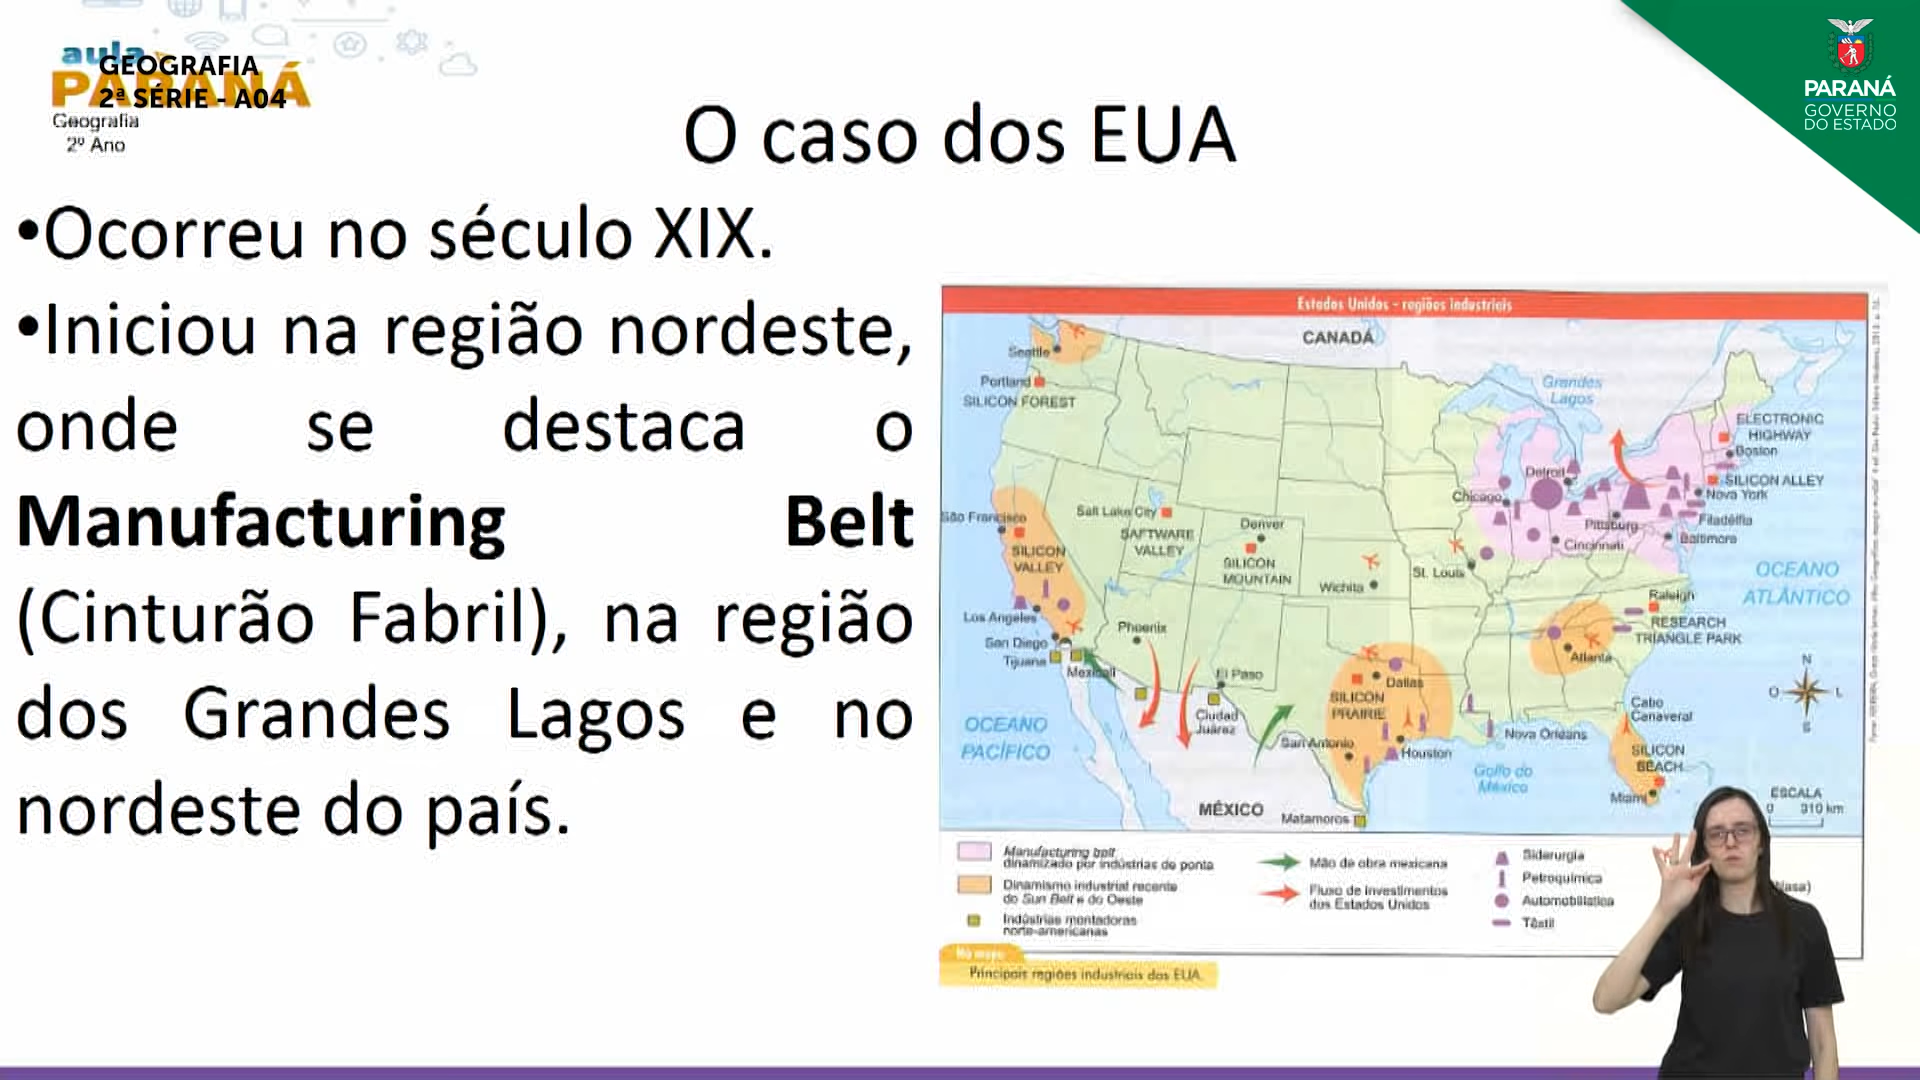 aula
PARANÁ
GEOGRAFIA
2ª SÉRIE - A04
Geografia
2º Ano
PARANÁ
GOVERNO
DO ESTADO
O caso dos EUA
•Ocorreu no século XIX.
•Iniciou na região nordeste,
onde se destaca o
Manufacturing Belt
(Cinturão Fabril), na região
dos Grandes Lagos e no
nordeste do país.
Estados Unidos - regiões industriais
CANADÁ
Seattle
Portland
SILICON FOREST
Grandes
Lagos
ELECTRONIC
HIGHWAY
Boston
Detroit
SILICON ALLEY
Nova York
Chicago
São Francisco
Salt Lake City
SAFTWARE
VALLEY
Denver
Pittsburg
Filadélfia
Baltimore
Cincinnati
SILICON
VALLEY
SILICON
MOUNTAIN
Wichita
St. Louis
OCEANO
ATLÂNTICO
Raleigh
RESEARCH
TRIANGLE PARK
Los Angeles
San Diego
Tijuana
Mexicali
Phoenix
El Paso
Ciudad
Juárez
Dallas
SILICON
PRAIRIE
Atlanta
N
O
L
S
OCEANO
PACÍFICO
San Antonio
Houston
Nova Orleans
Cabo
Canaveral
SILICON
BEACH
Golfo do
México
Miami
MÉXICO
Matamoros
ESCALA
0 310 km
Manufacturing belt
dinamizado por indústrias de ponta
Dinamismo industrial recente
do Sun Belt e do Oeste
Indústrias montadoras
norte-americanas
Mão de obra mexicana
Fluxo de investimentos
dos Estados Unidos
Siderurgia
Petroquímica
Automobilística
Têxtil
Nasa)
No mapa
Principais regiões industriais dos EUA.